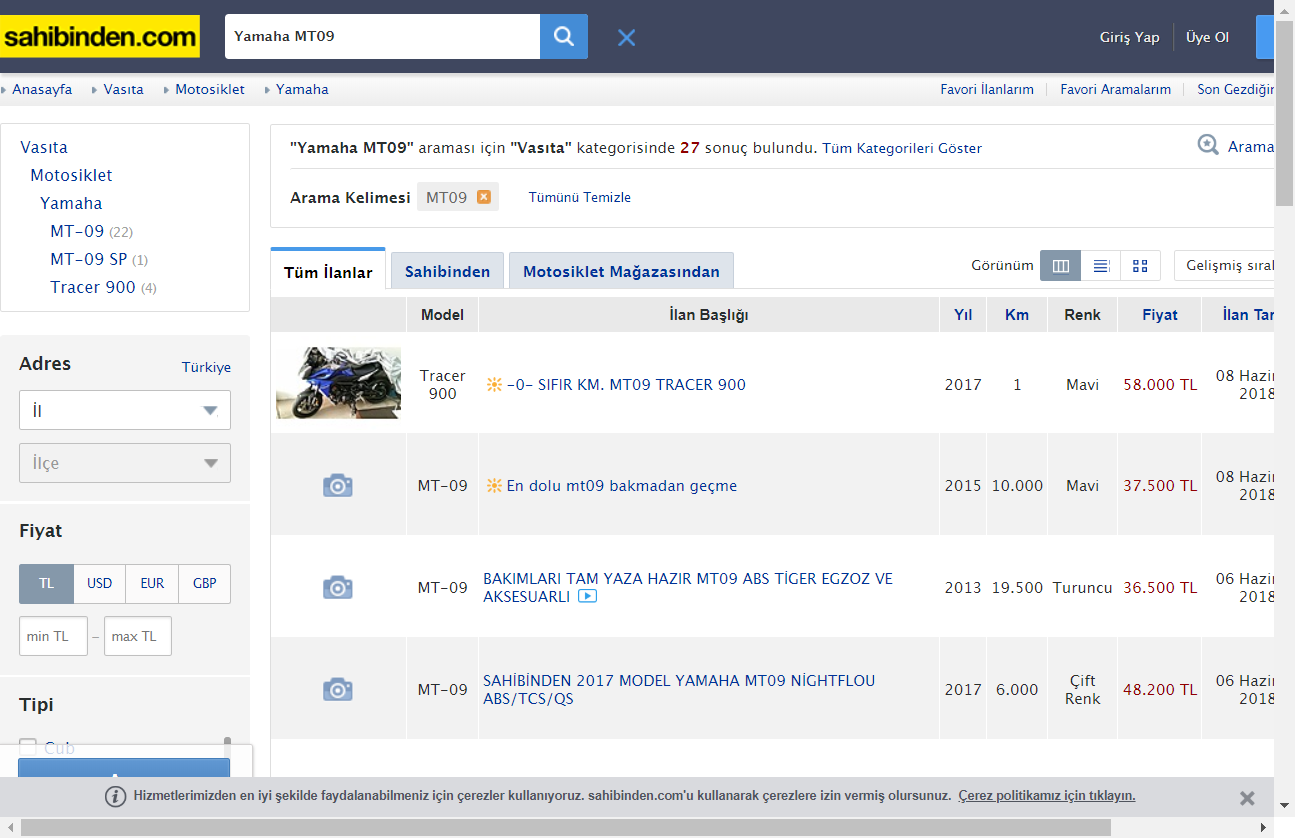 sahibinden.com
Yamaha MT09
Giriş Yap
Üye Ol
Anasayfa
Vasıta
Motosiklet
Yamaha
Favori İlanlarım
Favori Aramalarım
Son Gezdiğir
Vasıta
Motosiklet
Yamaha
MT-09 (22)
MT-09 SP (1)
Tracer 900 (4)
"Yamaha MT09" araması için "Vasıta" kategorisinde 27 sonuç bulundu. Tüm Kategorileri Göster
Arama
Arama Kelimesi MT09 Tümünü Temizle
Tüm İlanlar
Sahibinden
Motosiklet Mağazasından
Görünüm
Gelişmiş sıral
Adres
Türkiye
İl
İlçe
Fiyat
TL USD EUR GBP
min TL – max TL
Tipi
Cub
Model İlan Başlığı Yıl Km Renk Fiyat İlan Tar
Tracer
900
-0- SIFIR KM. MT09 TRACER 900
2017 1 Mavi 58.000 TL
08 Hazir
2018
MT-09 En dolu mt09 bakmadan geçme 2015 10.000 Mavi 37.500 TL
08 Hazir
2018
MT-09
BAKIMLARI TAM YAZA HAZIR MT09 ABS TİGER EGZOZ VE
AKSESUARLI
2013 19.500 Turuncu 36.500 TL
06 Hazir
2018
MT-09
SAHİBİNDEN 2017 MODEL YAMAHA MT09 NİGHTFLOU
ABS/TCS/QS
2017 6.000
Çift
Renk
48.200 TL
06 Hazir
2018
Hizmetlerimizden en iyi şekilde faydalanabilmeniz için çerezler kullanıyoruz. sahibinden.com'u kullanarak çerezlere izin vermiş olursunuz. Çerez politikamız için tıklayın.